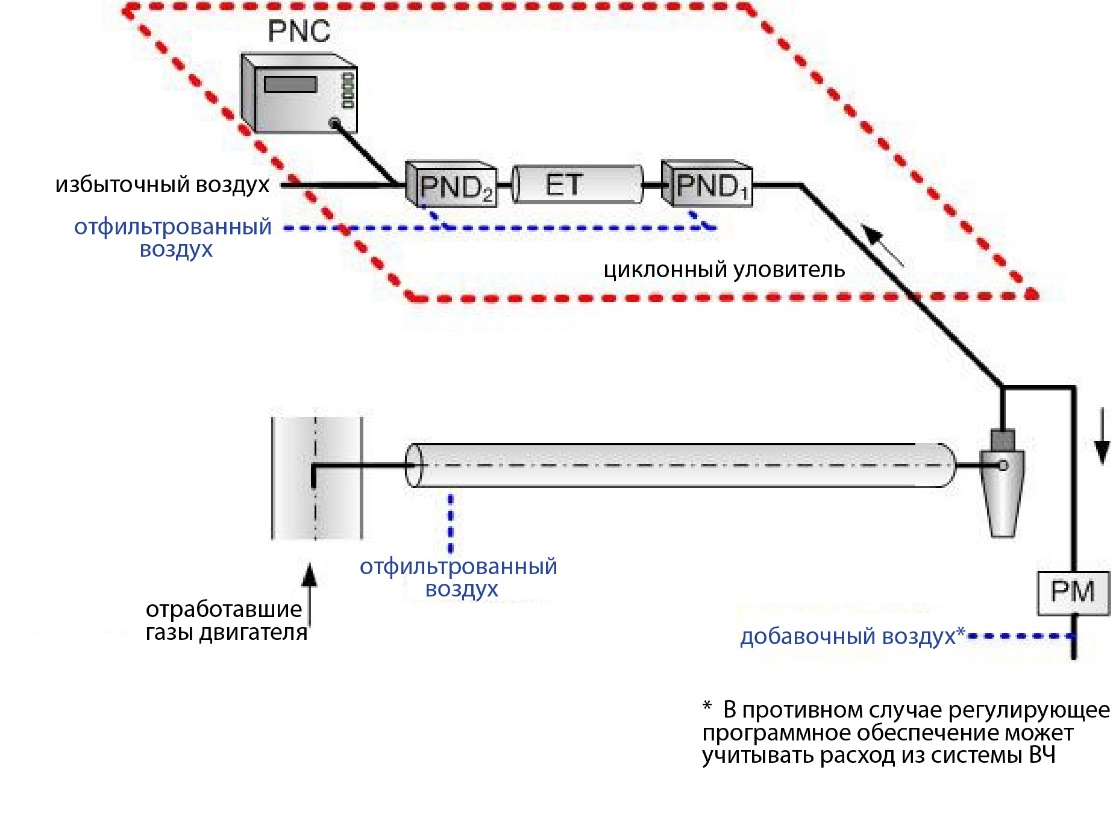 PNC
избыточный воздух
PND2
ET
PND1
отфильтрованный
воздух
циклонный уловитель
отфильтрованный
воздух
отработавшие
газы двигателя
PM
добавочный воздух*
* В противном случае регулирующее
программное обеспечение может
учитывать расход из системы ВЧ